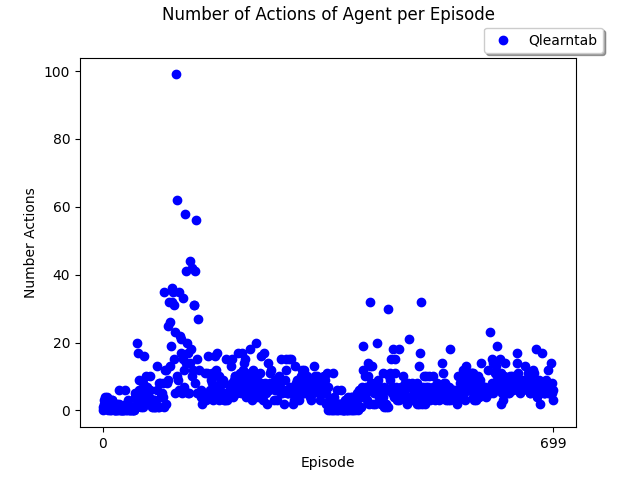 Number of Actions of Agent per Episode
Qlearntab
100
80
60
40
20
0
Number Actions
0 699
Episode